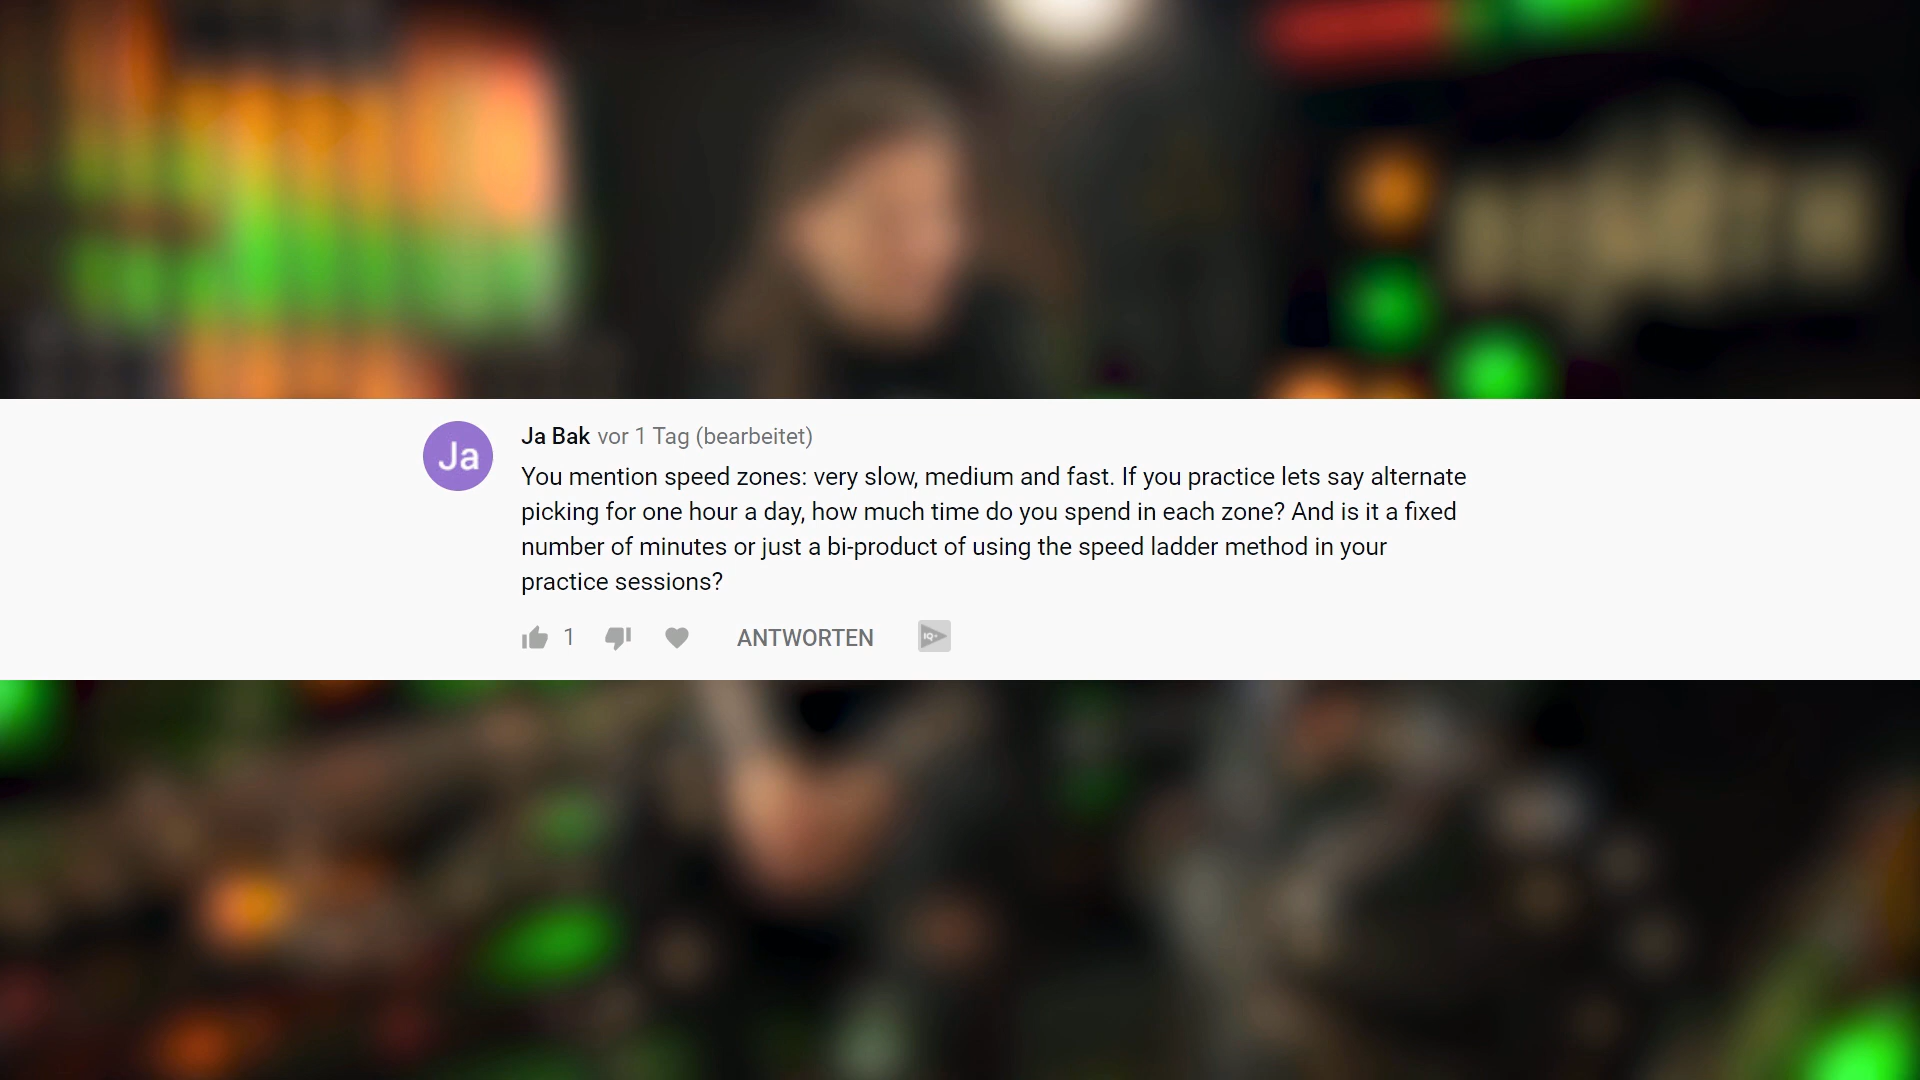 Ja
Ja Bak vor 1 Tag (bearbeitet)
You mention speed zones: very slow, medium and fast. If you practice lets say alternate
picking for one hour a day, how much time do you spend in each zone? And is it a fixed
number of minutes or just a bi-product of using the speed ladder method in your
practice sessions?
1 ANTWORTEN IQ